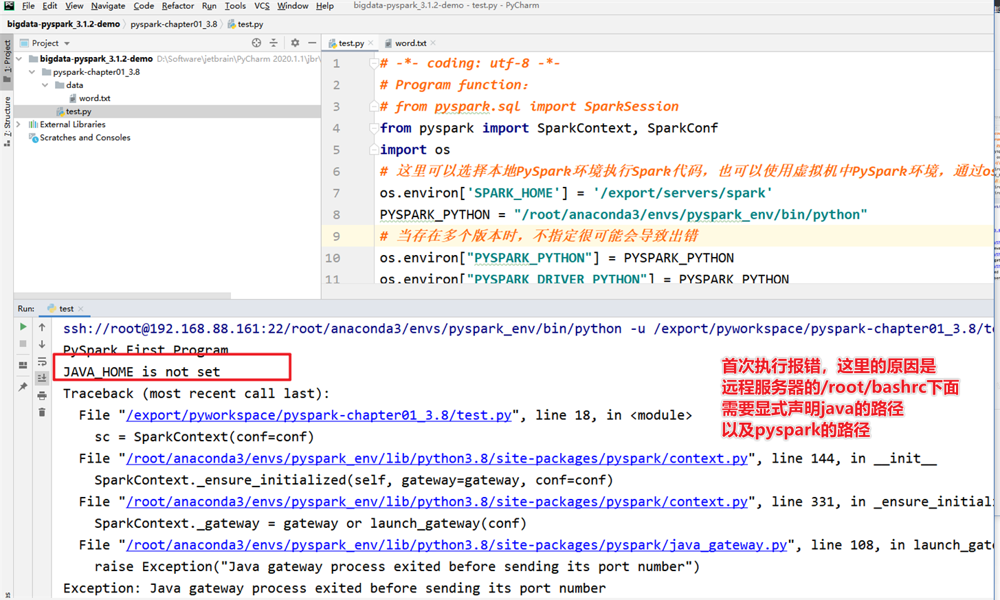 File Edit View Navigate Code Refactor Run Tools VCS Window Help bigdata-pyspark_3.1.2-demo - test.py - PyCharm
bigdata-pyspark_3.1.2-demo pyspark-chapter01_3.8 test.py
1: Project
Z: Structure
Project
bigdata-pyspark_3.1.2-demo D:\Software\jetbrain\PyCharm 2020.1.1\jbr\
pyspark-chapter01_3.8
data
word.txt
test.py
External Libraries
Scratches and Consoles
test.py word.txt
1 # -*- coding: utf-8 -*-
2 # Program function:
3 # from pyspark.sql import SparkSession
4 from pyspark import SparkContext, SparkConf
5 import os
6 # 这里可以选择本地PySpark环境执行Spark代码，也可以使用虚拟机中PySpark环境，通过os
7 os.environ['SPARK_HOME'] = '/export/servers/spark'
8 PYSPARK_PYTHON = "/root/anaconda3/envs/pyspark_env/bin/python"
9 # 当存在多个版本时，不指定很可能会导致出错
10 os.environ["PYSPARK_PYTHON"] = PYSPARK_PYTHON
11 os.environ["PYSPARK_DRIVER_PYTHON"] = PYSPARK_PYTHON
Run: test
ssh://root@192.168.88.161:22/root/anaconda3/envs/pyspark_env/bin/python -u /export/pyworkspace/pyspark-chapter01_3.8/te
PySpark First Program
JAVA_HOME is not set
Traceback (most recent call last):
File "/export/pyworkspace/pyspark-chapter01_3.8/test.py", line 18, in <module>
sc = SparkContext(conf=conf)
File "/root/anaconda3/envs/pyspark_env/lib/python3.8/site-packages/pyspark/context.py", line 144, in __init__
SparkContext._ensure_initialized(self, gateway=gateway, conf=conf)
File "/root/anaconda3/envs/pyspark_env/lib/python3.8/site-packages/pyspark/context.py", line 331, in _ensure_initiali
SparkContext._gateway = gateway or launch_gateway(conf)
File "/root/anaconda3/envs/pyspark_env/lib/python3.8/site-packages/pyspark/java_gateway.py", line 108, in launch_gate
raise Exception("Java gateway process exited before sending its port number")
Exception: Java gateway process exited before sending its port number
首次执行报错，这里的原因是
远程服务器的/root/bashrc下面
需要显式声明java的路径
以及pyspark的路径